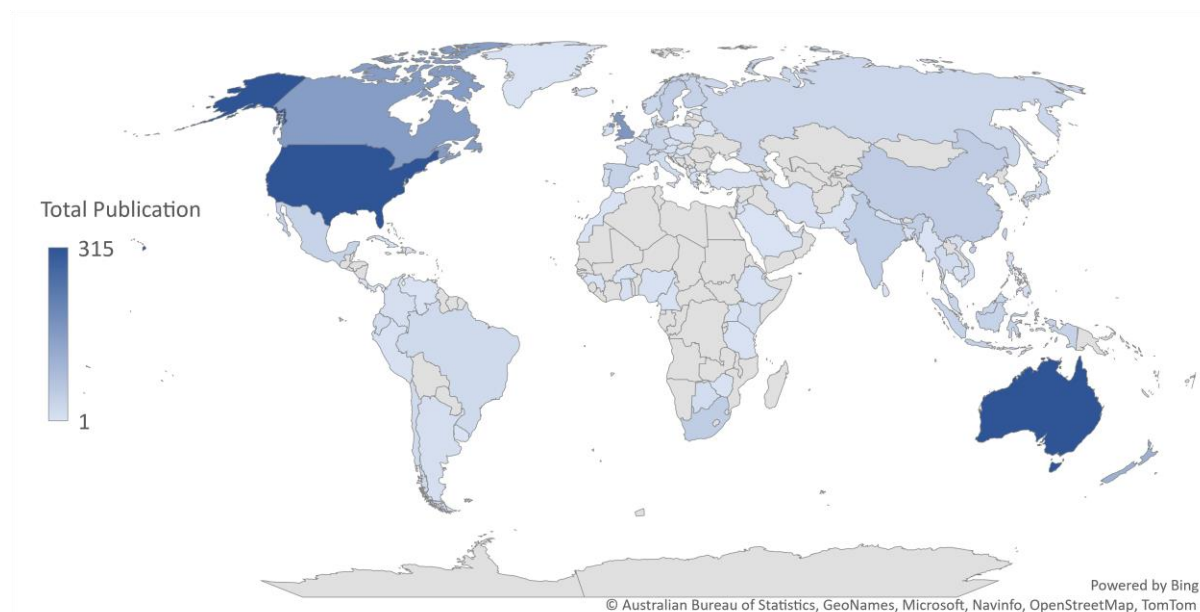 Total Publication
315
1
Powered by Bing
© Australian Bureau of Statistics, GeoNames, Microsoft, Navinfo, OpenStreetMap, TomTom